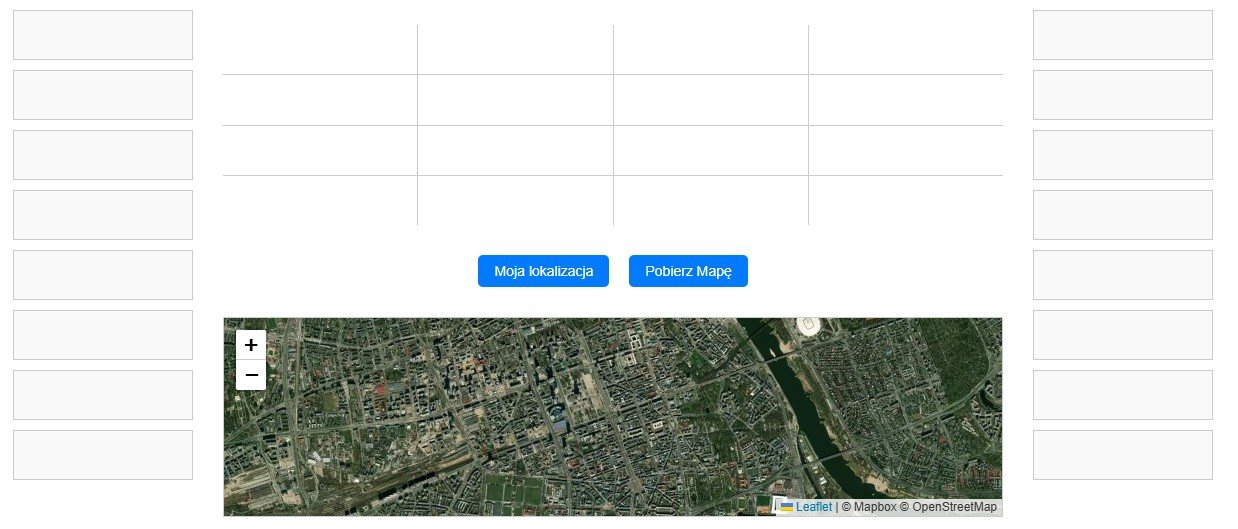 Moja lokalizacja
Pobierz Mapę
+
−
Leaflet | © Mapbox © OpenStreetMap